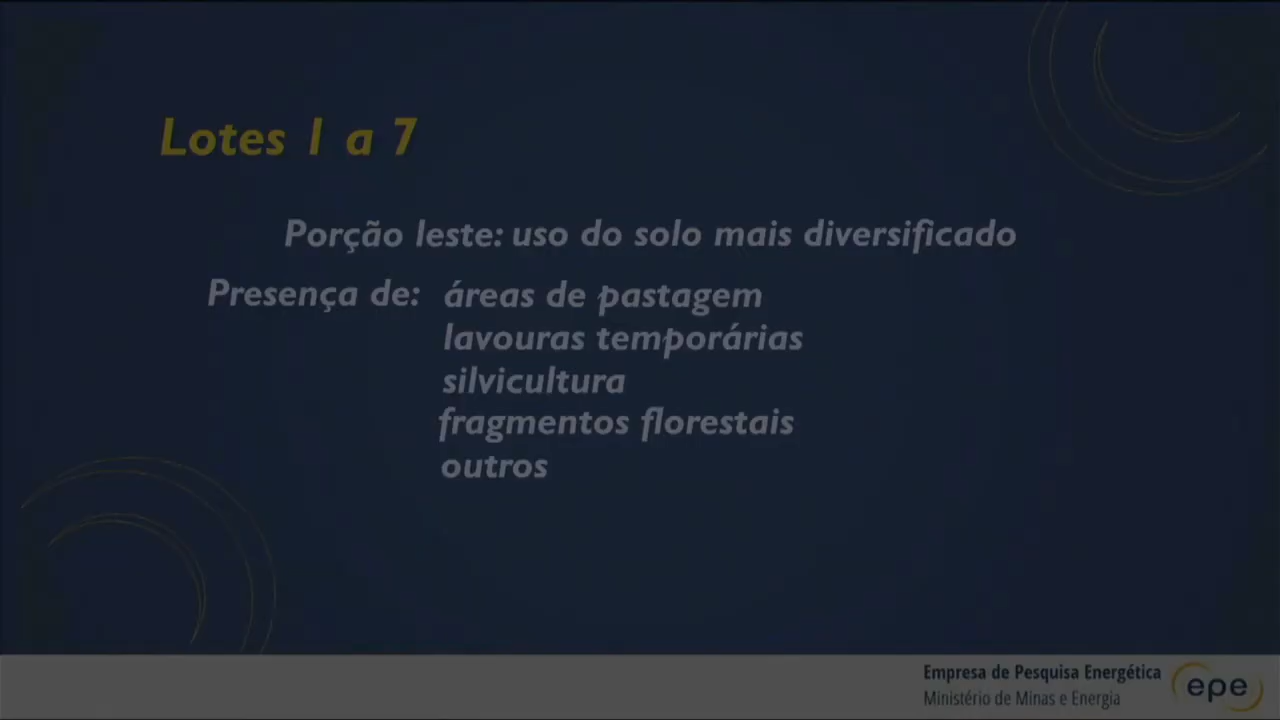 Lotes 1 a 7
Porção leste: uso do solo mais diversificado
Presença de: áreas de pastagem
lavouras temporárias
silvicultura
fragmentos florestais
outros
Empresa de Pesquisa Energética
Ministério de Minas e Energia
epe